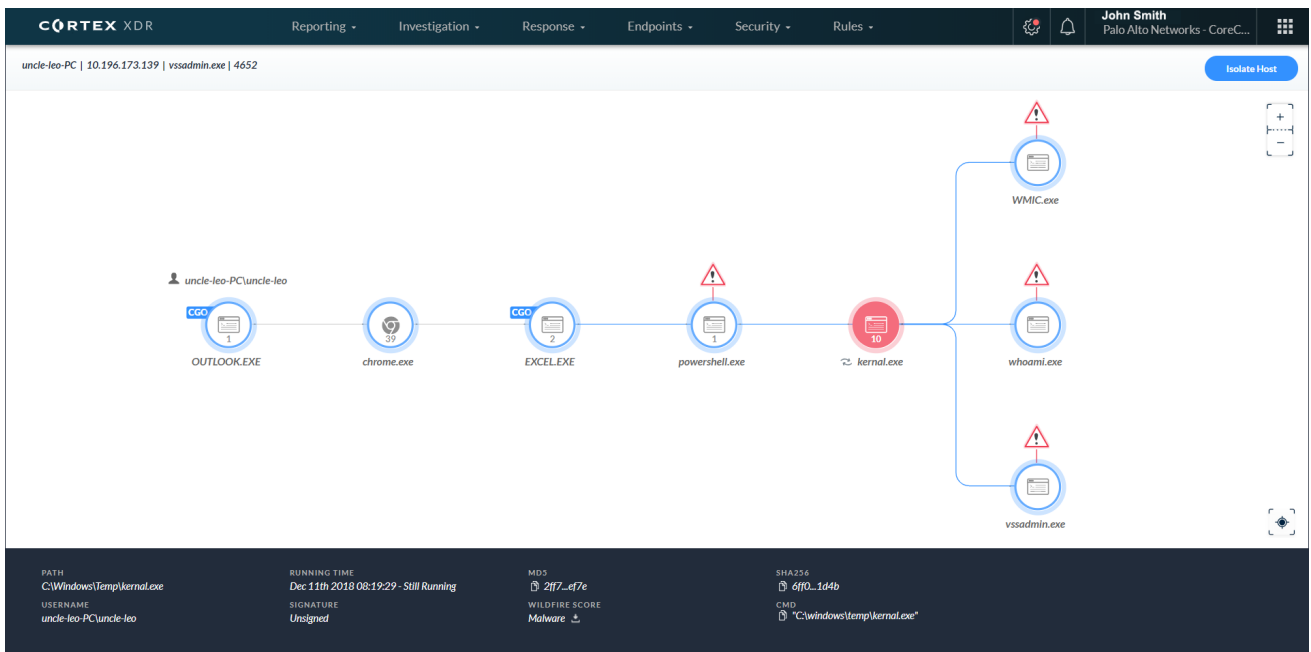 CORTEX XDR
Reporting
Investigation
Response
Endpoints
Security
Rules
John Smith
Palo Alto Networks - CoreC...
uncle-leo-PC | 10.196.173.139 | vssadmin.exe | 4652
Isolate Host
+
−
WMIC.exe
uncle-leo-PC\uncle-leo
CGO
1
OUTLOOK.EXE
39
chrome.exe
CGO
2
EXCEL.EXE
1
powershell.exe
10
kernal.exe
whoami.exe
vssadmin.exe
PATH
C:\Windows\Temp\kernal.exe
RUNNING TIME
Dec 11th 2018 08:19:29 - Still Running
MD5
2ff7...ef7e
SHA256
6ff0...1d4b
USERNAME
uncle-leo-PC\uncle-leo
SIGNATURE
Unsigned
WILDFIRE SCORE
Malware
CMD
"C:\windows\temp\kernal.exe"